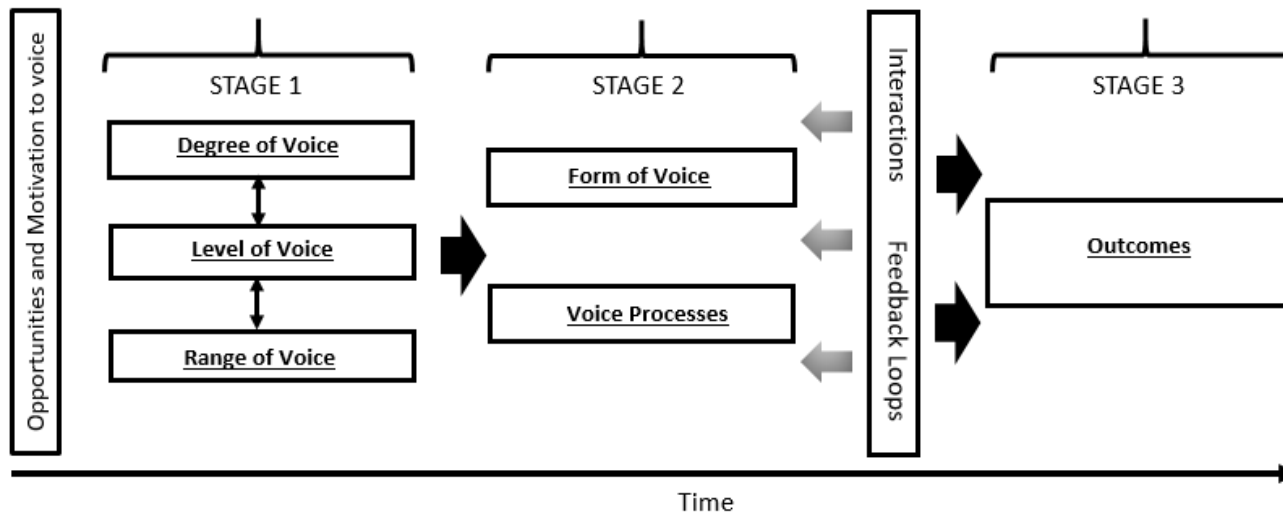 Opportunities and Motivation to voice
STAGE 1
Degree of Voice
Level of Voice
Range of Voice
STAGE 2
Form of Voice
Voice Processes
Interactions
Feedback Loops
STAGE 3
Outcomes
Time